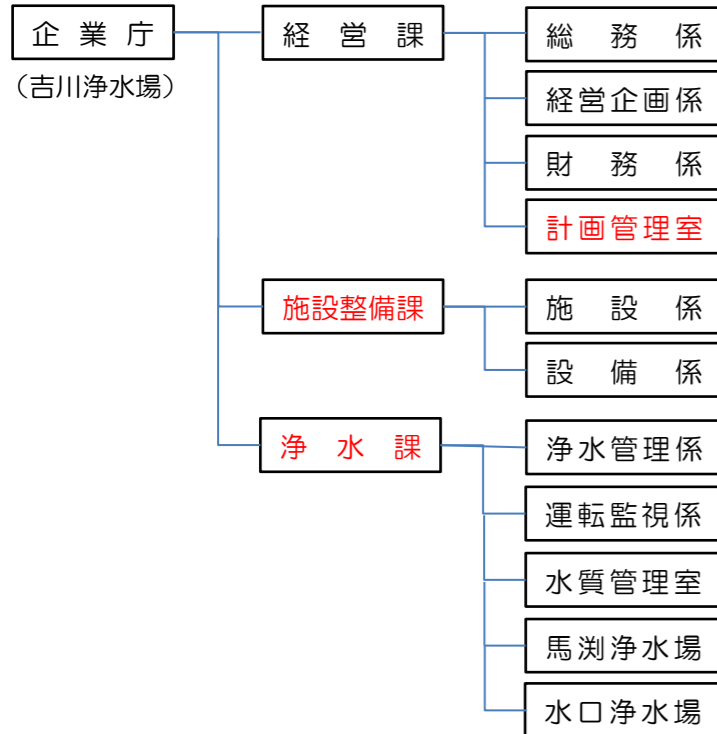 企業庁
(吉川浄水場)
経営課
総務係
経営企画係
財務係
計画管理室
施設整備課
施設係
設備係
浄水課
浄水管理係
運転監視係
水質管理室
馬渕浄水場
水口浄水場